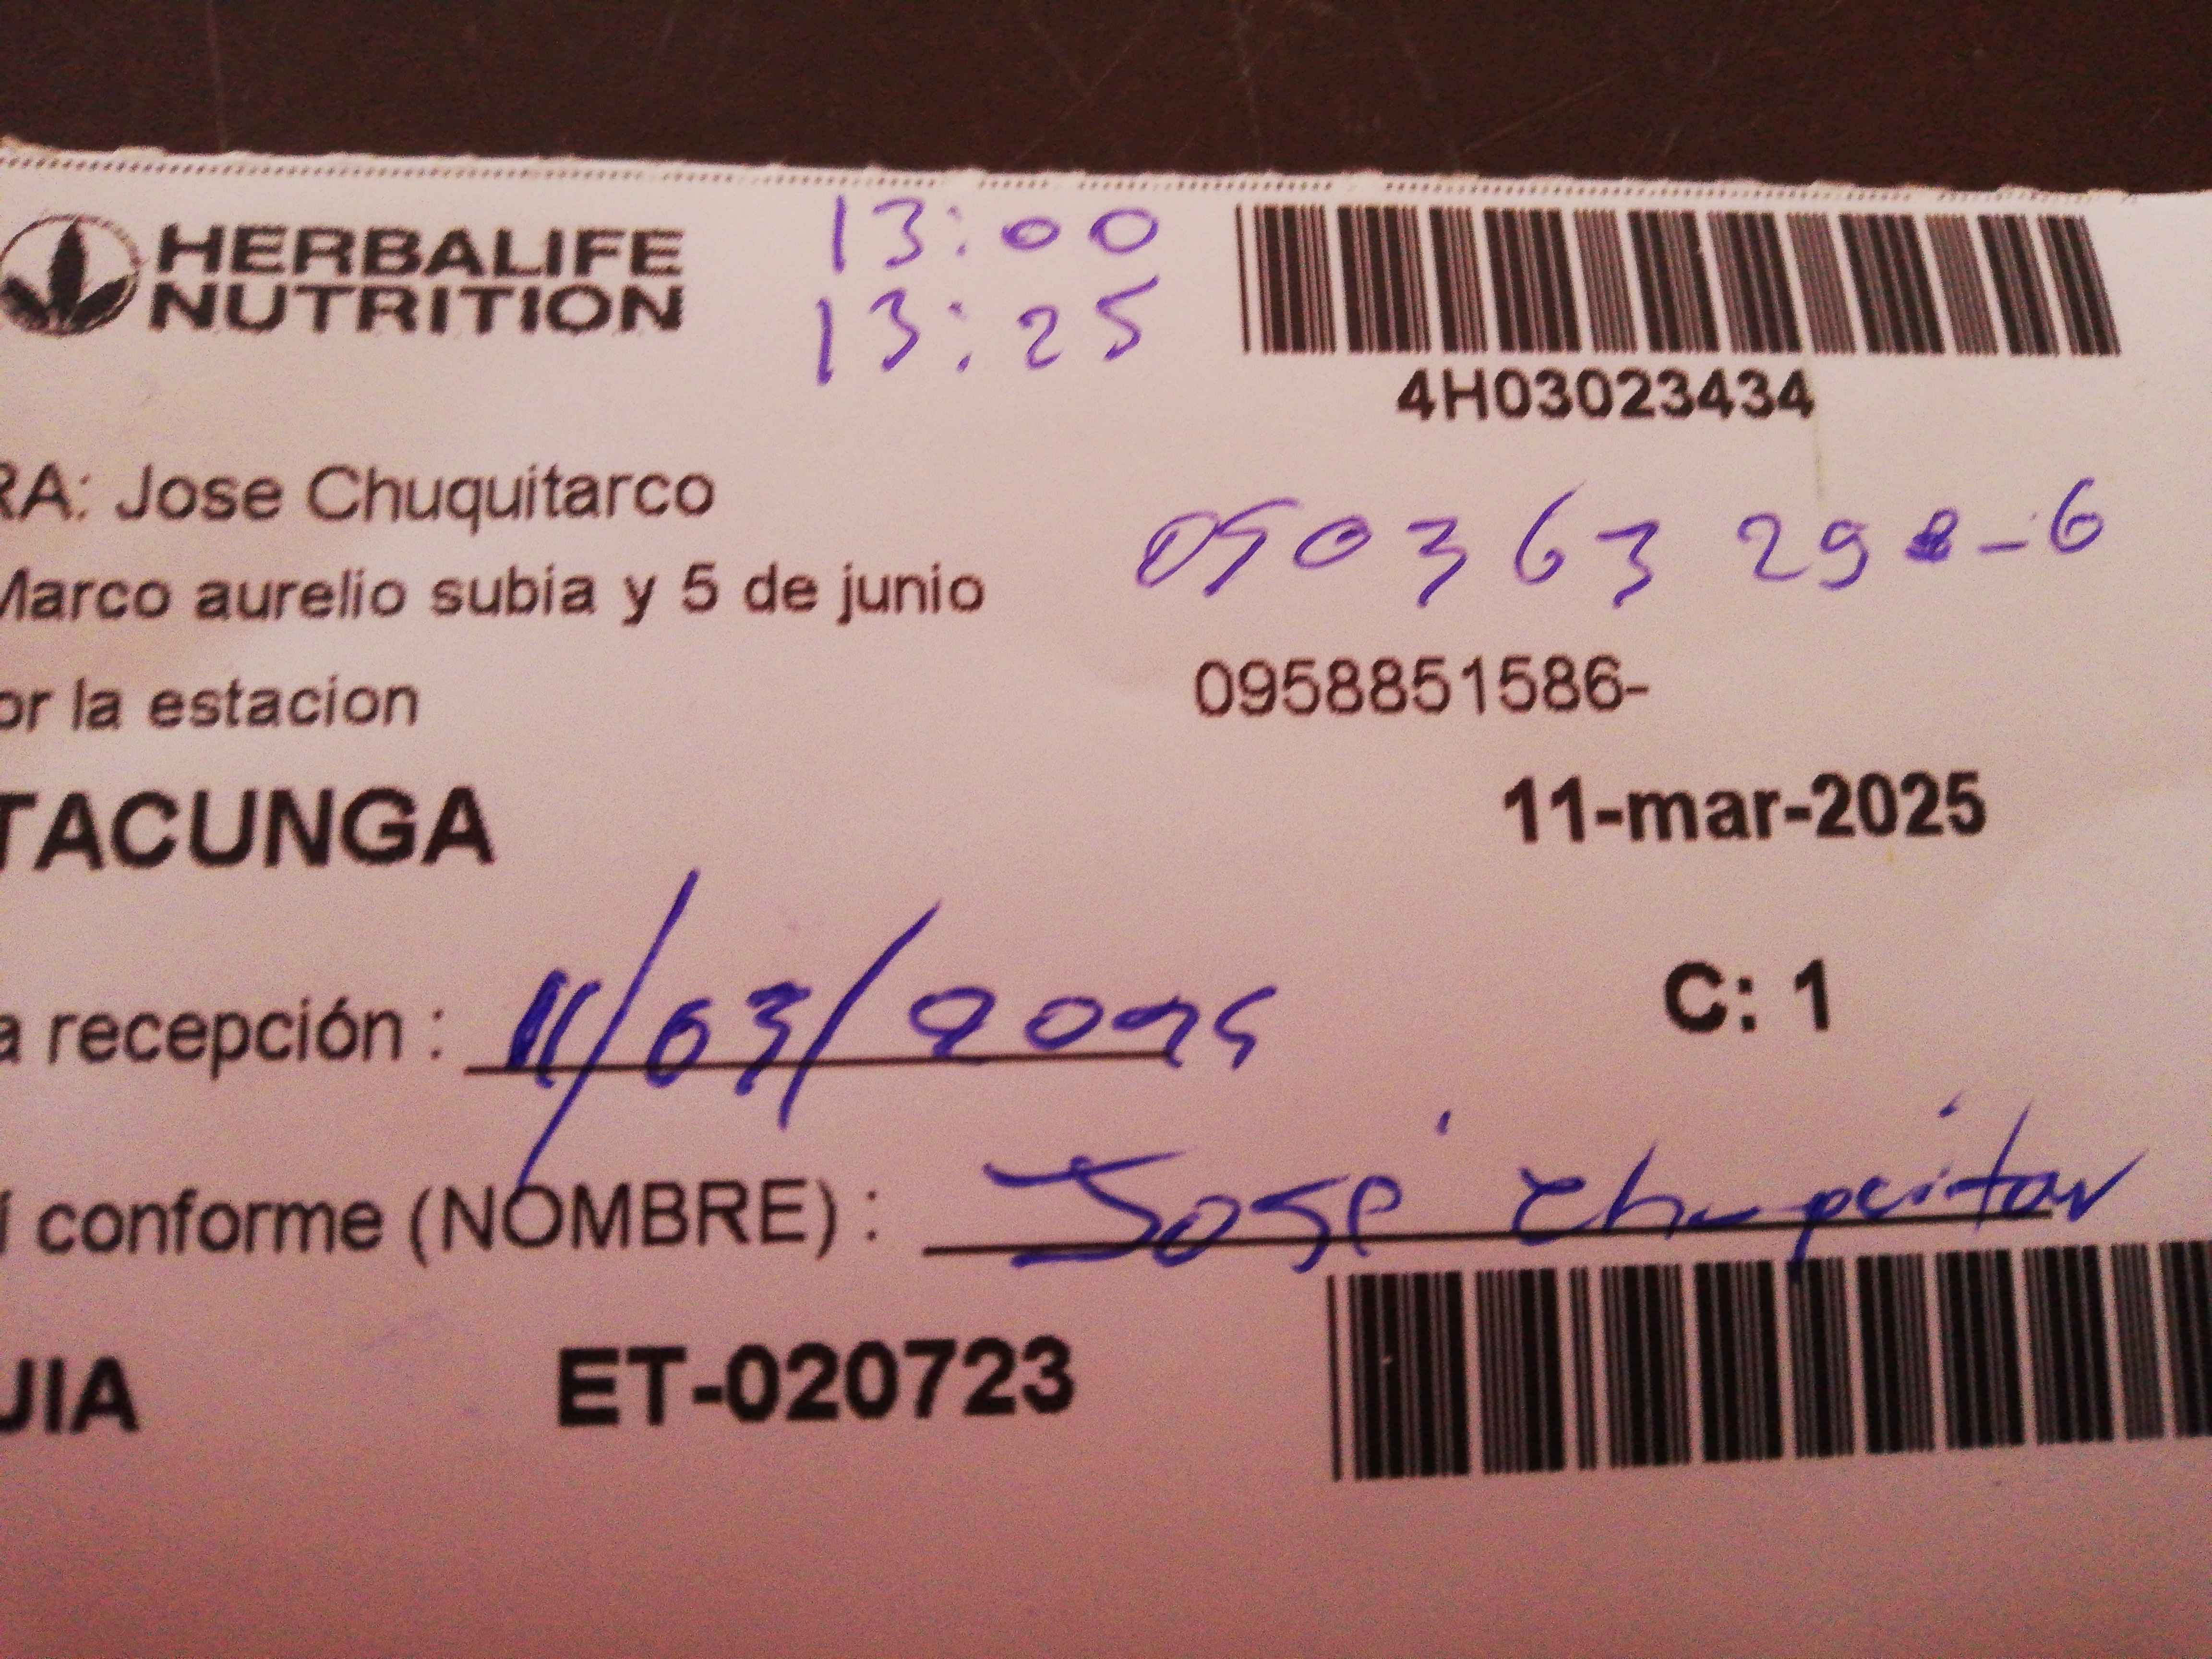 HERBALIFE
NUTRITION
13:00
13:25
4H03023434
RA: Jose Chuquitarco
Marco aurelio subia y 5 de junio
or la estacion
0958851586-
TACUNGA
11-mar-2025
a recepción : 11/03/2025
C: 1
í conforme (NOMBRE) : José
UIA ET-020723